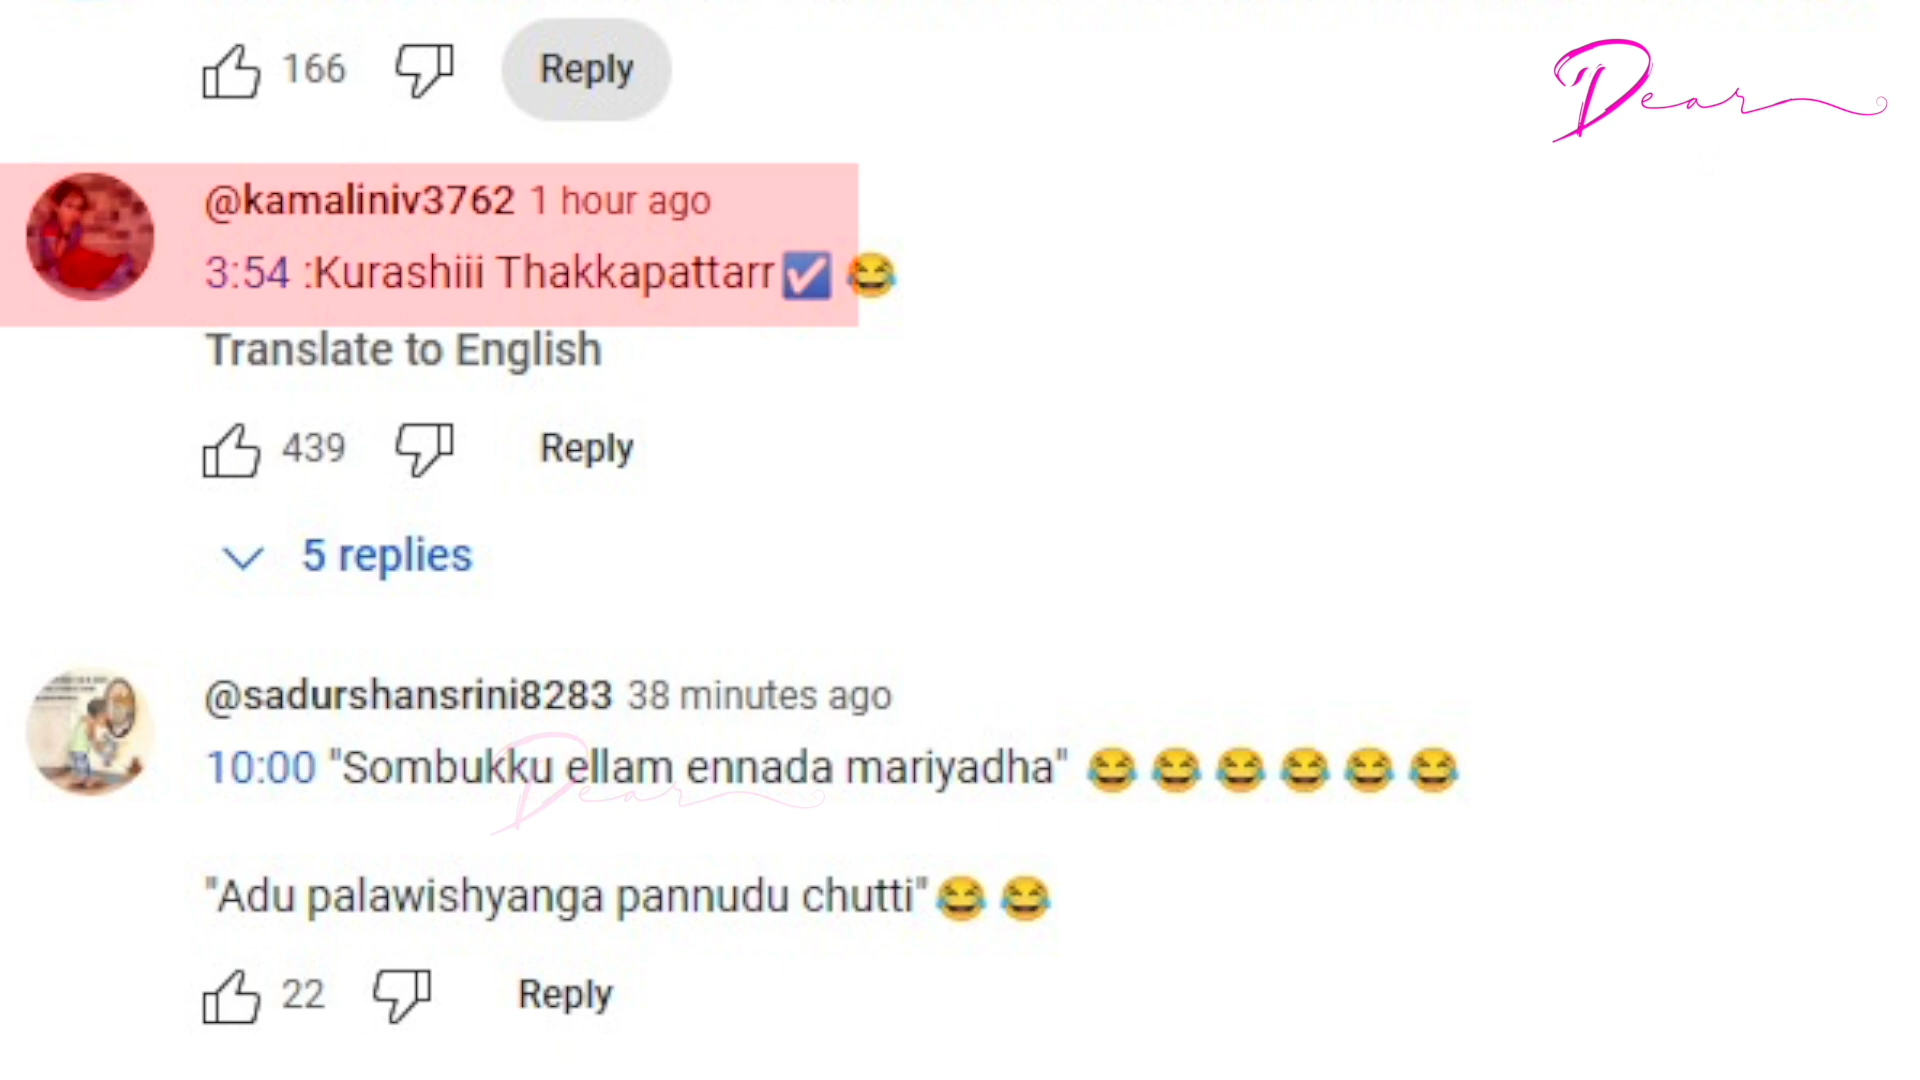 166 Reply
Dear
@kamaliniv3762 1 hour ago
3:54 :Kurashiii Thakkapattarr☑️ 😂
Translate to English
439 Reply
5 replies
@sadurshansrini8283 38 minutes ago
10:00 "Sombukku ellam ennada mariyadha" 😂 😂 😂 😂 😂 😂
Dear
"Adu palawishyanga pannudu chutti"😂 😂
22 Reply